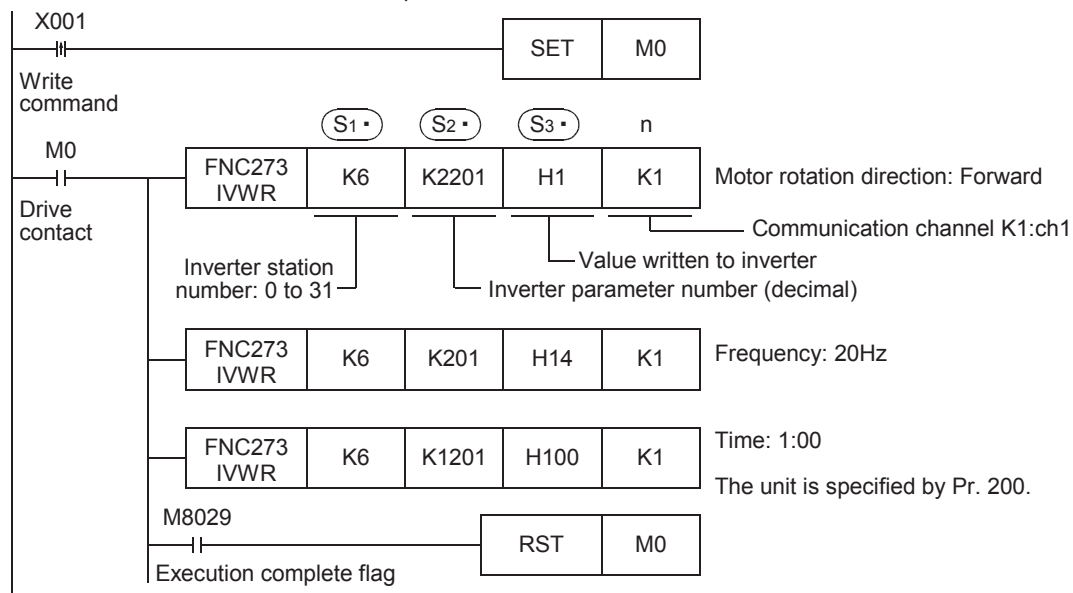 X001
SET M0
Write
command
S1· S2· S3· n
M0
FNC273
IVWR
K6 K2201 H1 K1 Motor rotation direction: Forward
Drive
contact
Communication channel K1:ch1
Value written to inverter
Inverter station
number: 0 to 31
Inverter parameter number (decimal)
FNC273
IVWR
K6 K201 H14 K1 Frequency: 20Hz
FNC273
IVWR
K6 K1201 H100 K1 Time: 1:00
The unit is specified by Pr. 200.
M8029
RST M0
Execution complete flag